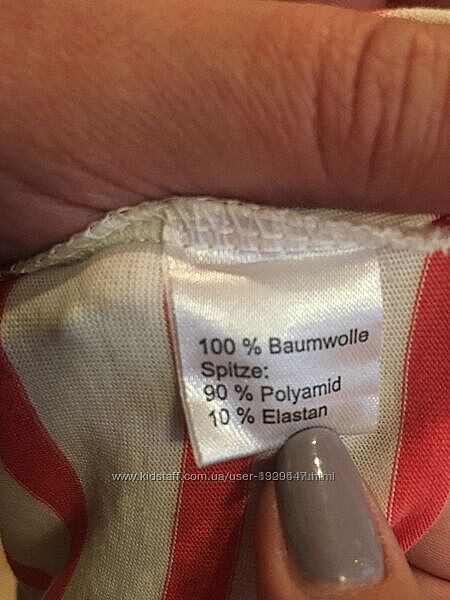 100 % Baumwolle
Spitze:
90 % Polyamid
10 % Elastan